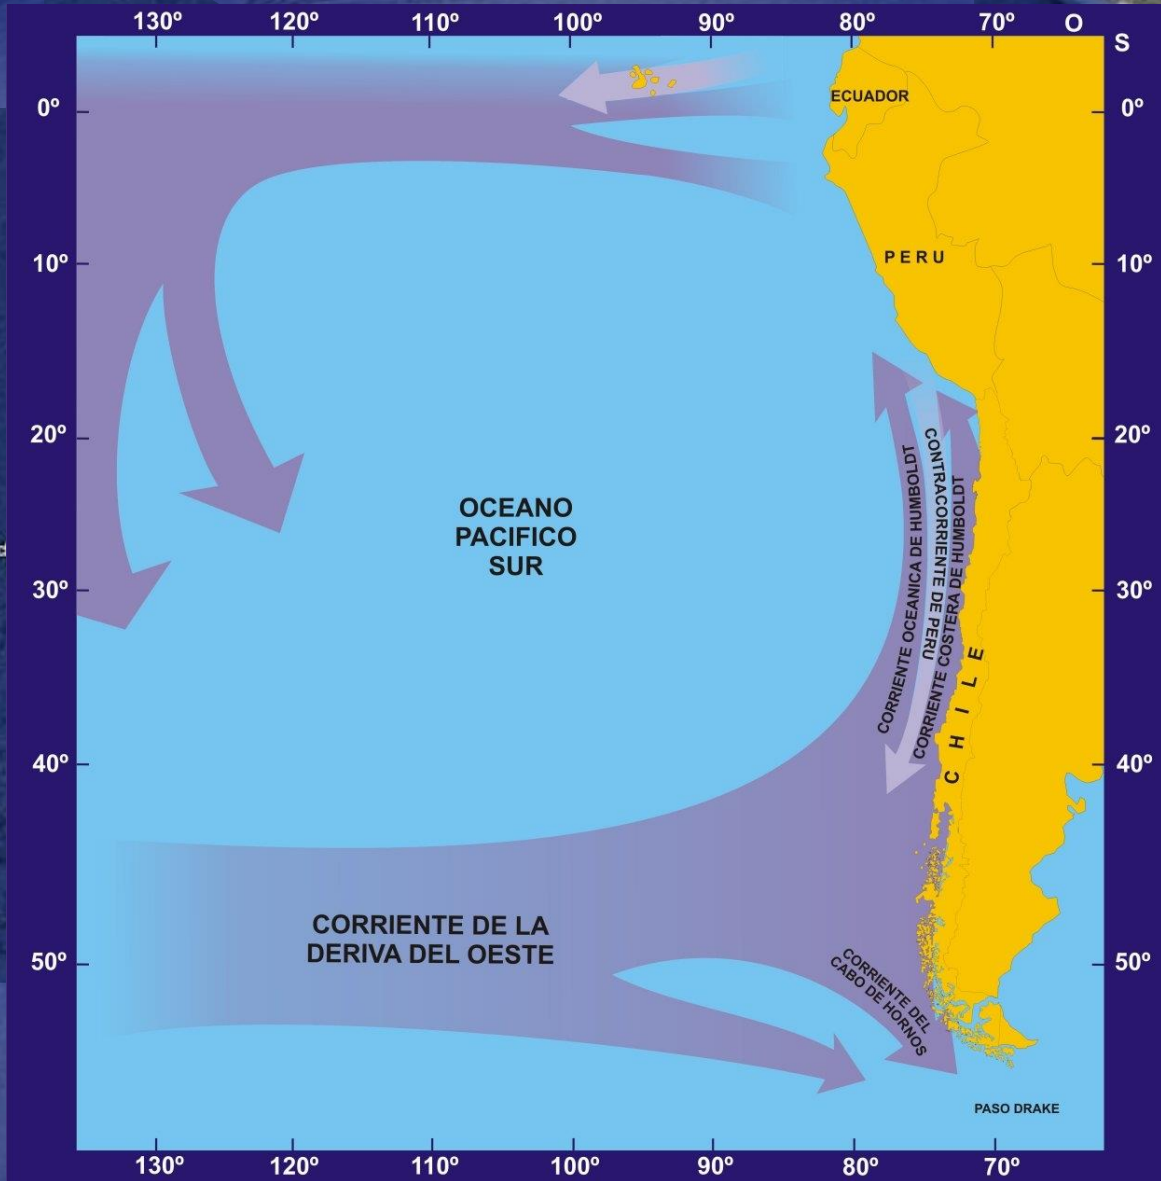 130º 120º 110º 100º 90º 80º 70º O
S
0º
0º
ECUADOR
PERU
10º
10º
20º
20º
OCEANO
PACIFICO
SUR
CORRIENTE OCEANICA DE HUMBOLDT
CONTRACORRIENTE DE PERU
CORRIENTE COSTERA DE HUMBOLDT
30º
30º
CHILE
40º
40º
CORRIENTE DE LA
DERIVA DEL OESTE
50º
50º
CORRIENTE DEL
CABO DE HORNOS
PASO DRAKE
130º 120º 110º 100º 90º 80º 70º